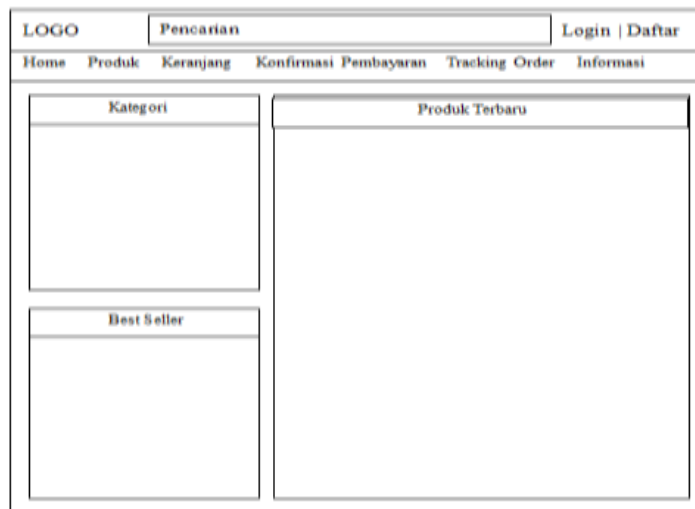 LOGO Pencarian Login | Daftar
Home Produk Keranjang Konfirmasi Pembayaran Tracking Order Informasi
Kategori
Produk Terbaru
Best Seller